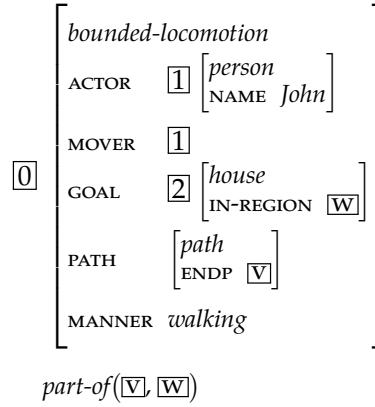 bounded-locomotion
ACTOR 1 person
NAME John
MOVER 1
0
GOAL 2 house
IN-REGION w
PATH path
ENDP v
MANNER walking
part-of(v, w)